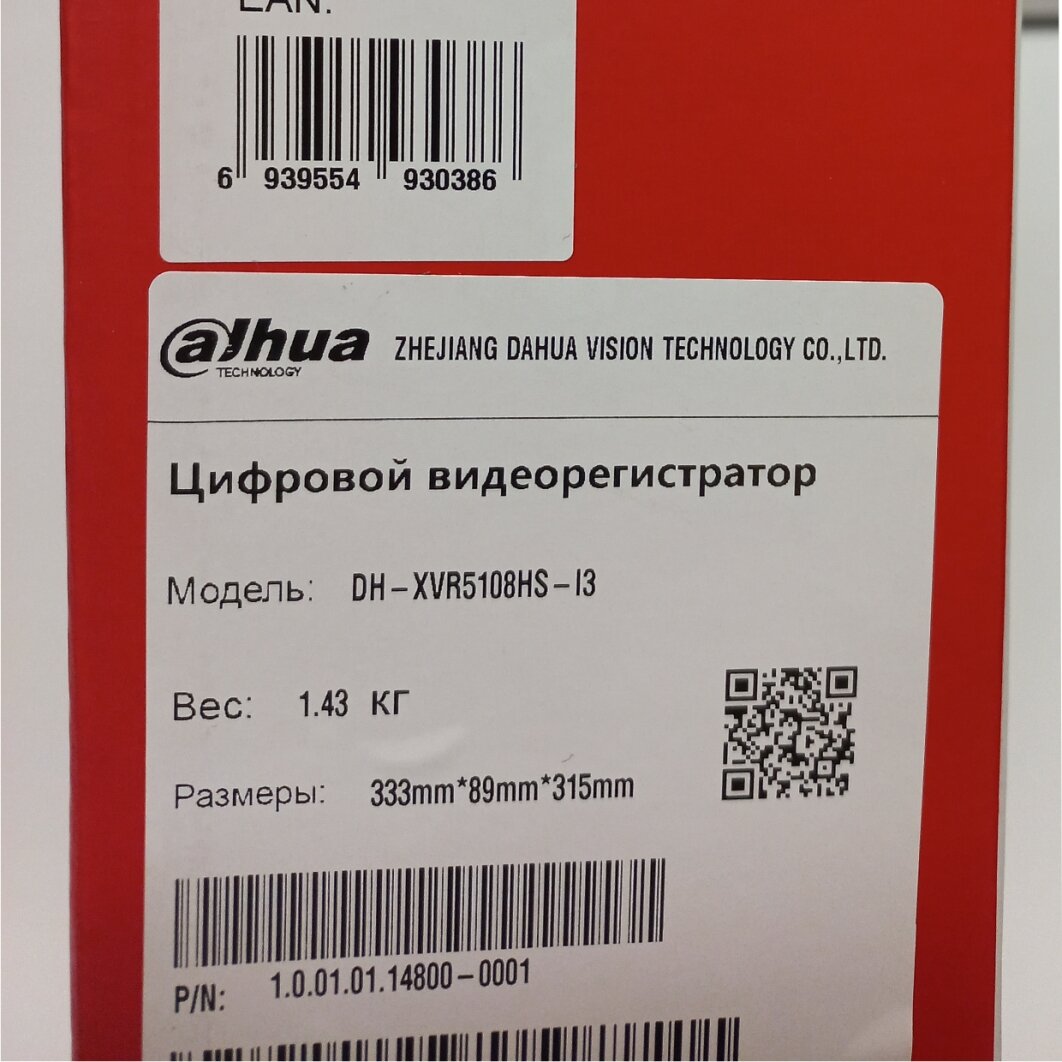 EAN:
6 939554 930386
alhua ZHEJIANG DAHUA VISION TECHNOLOGY CO.,LTD.
TECHNOLOGY
Цифровой видеорегистратор
Модель: DH-XVR5108HS-I3
Вес: 1.43 КГ
Размеры: 333mm*89mm*315mm
P/N: 1.0.01.01.14800-0001